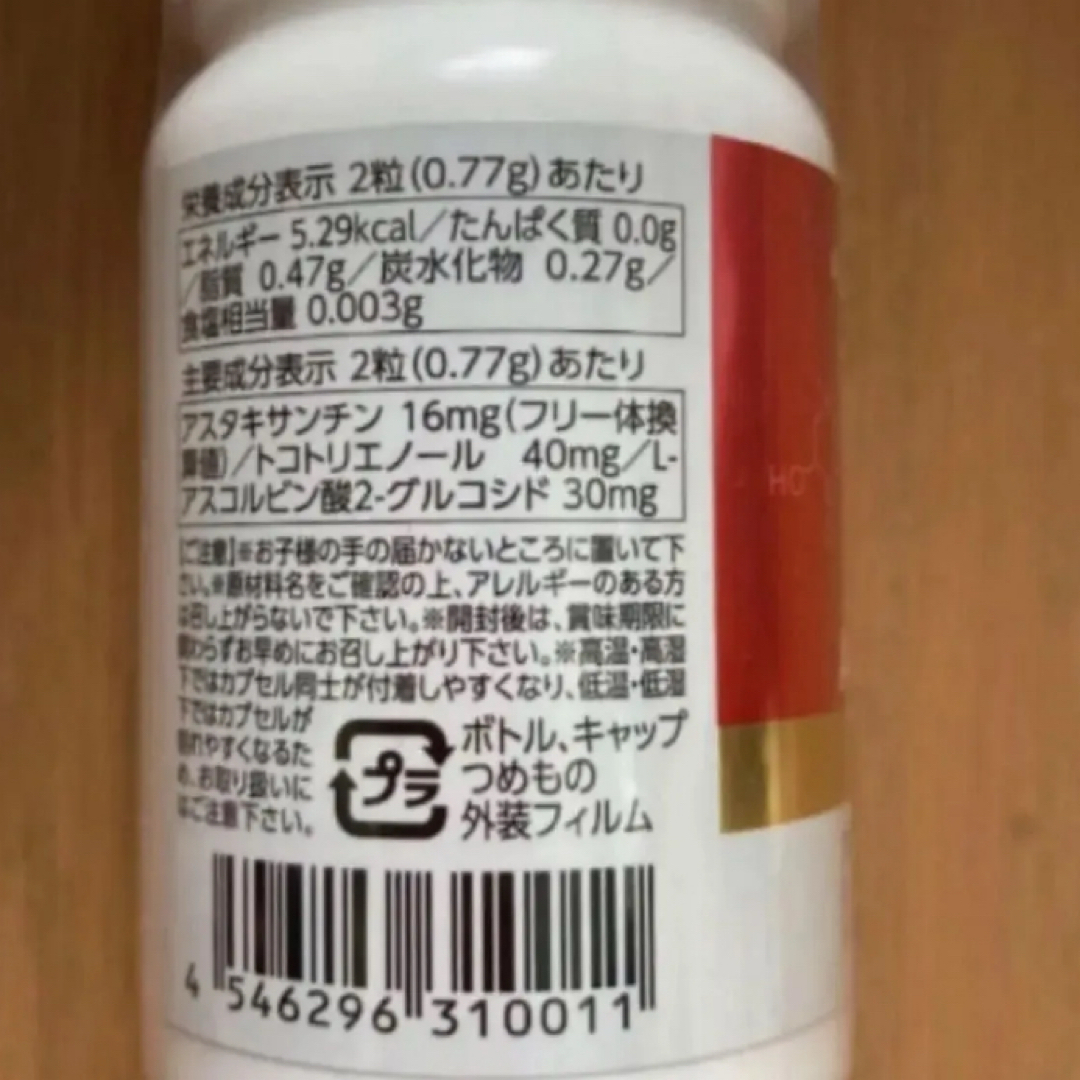 栄養成分表示 2粒(0.77g)あたり
エネルギー 5.29kcal/たんぱく質 0.0g
/脂質 0.47g/炭水化物 0.27g/
食塩相当量 0.003g
主要成分表示 2粒(0.77g)あたり
アスタキサンチン 16mg(フリー体換
算値)/トコトリエノール 40mg/L-
アスコルビン酸2-グルコシド 30mg
【ご注意】※お子様の手の届かないところに置いて下
さい。※原材料名をご確認の上、アレルギーのある方
は召し上がらないで下さい。※開封後は、賞味期限に
関わらずお早めにお召し上がり下さい。※高温・高湿
下ではカプセル同士が付着しやすくなり、低温・低湿
下ではカプセルが
割れやすくなるた
め、お取り扱いに
はご注意下さい。
プラ
ボトル、キャップ
つめもの
外装フィルム
4 546296 310011
HO